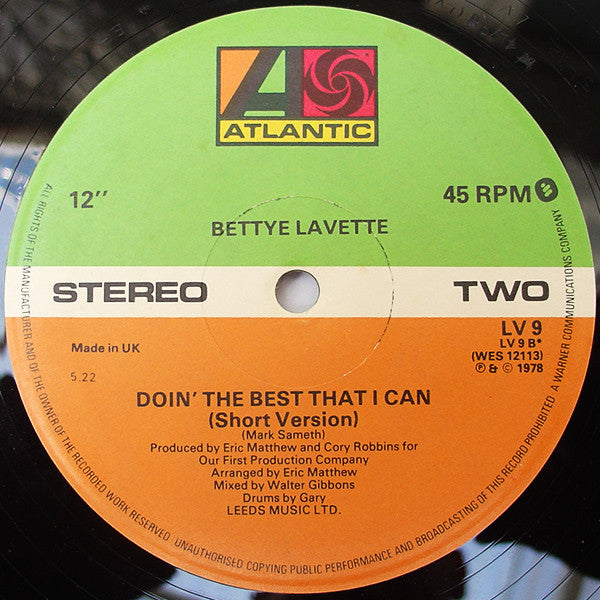 ATLANTIC
12''
45 RPM
BETTYE LAVETTE
STEREO
TWO
LV 9
LV 9 B*
(WES 12113)
Ⓟ & © 1978
Made in UK
5.22
DOIN' THE BEST THAT I CAN
(Short Version)
(Mark Sameth)
Produced by Eric Matthew and Cory Robbins for
Our First Production Company
Arranged by Eric Matthew
Mixed by Walter Gibbons
Drums by Gary
LEEDS MUSIC LTD.
ALL RIGHTS OF THE MANUFACTURER AND OF THE OWNER OF THE RECORDED WORK RESERVED UNAUTHORISED COPYING PUBLIC PERFORMANCE AND BROADCASTING OF THIS RECORD PROHIBITED A WARNER COMMUNICATIONS COMPANY